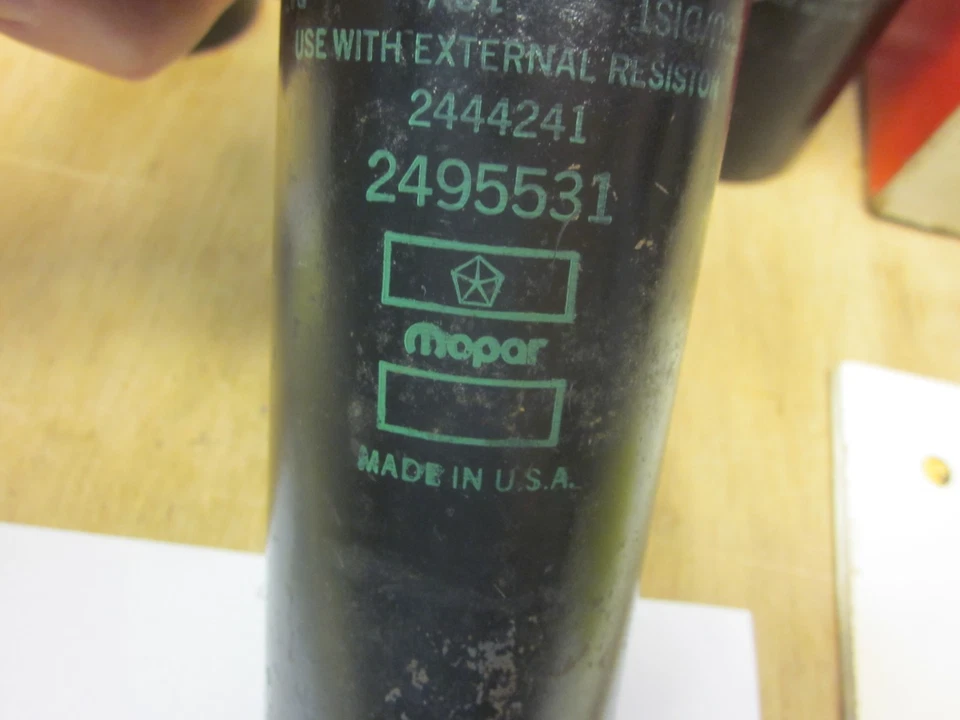 USE WITH EXTERNAL RESISTOR
2444241
2495531
mopar
MADE IN U.S.A.